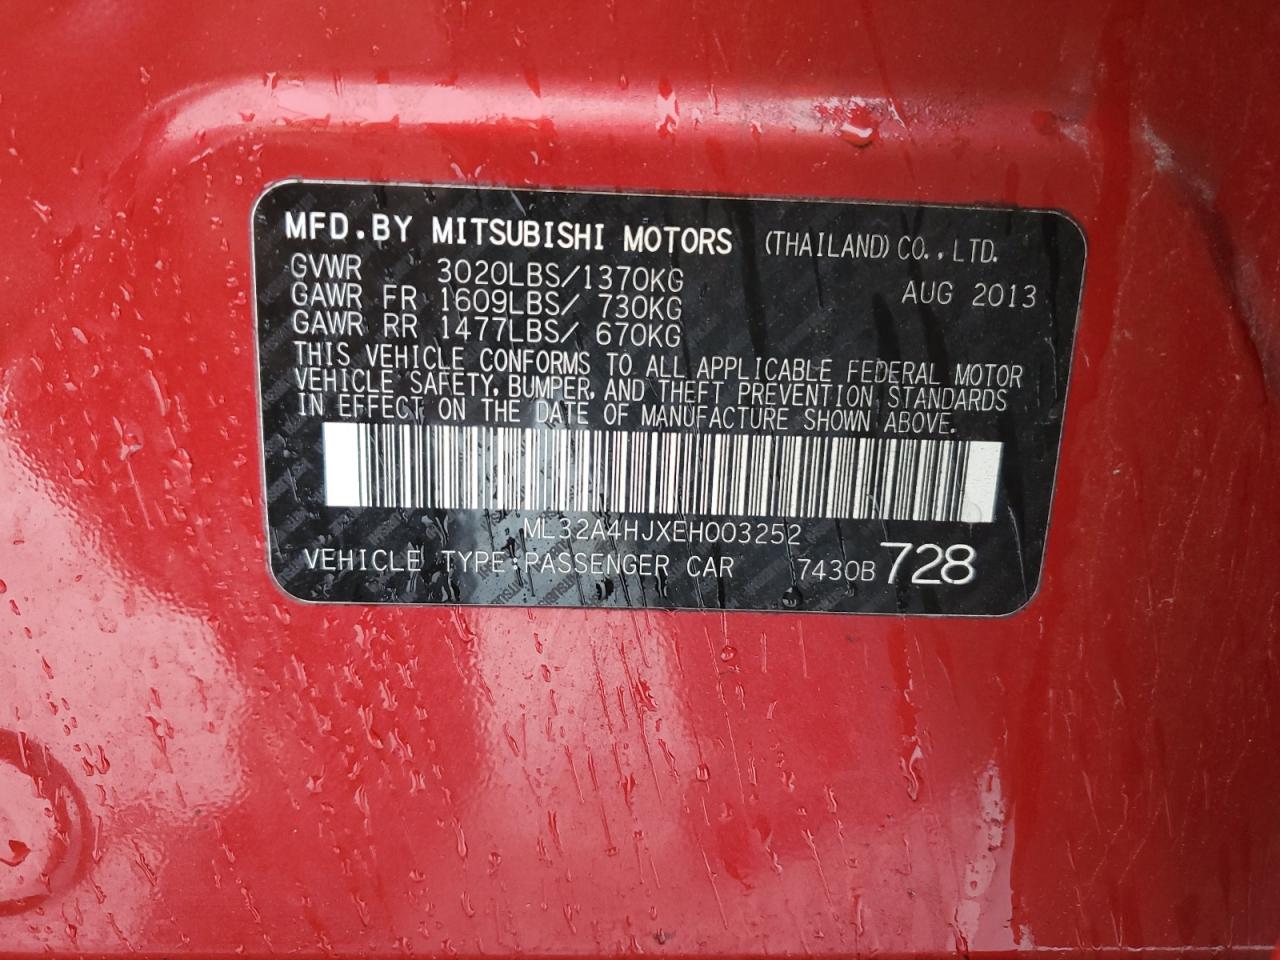 MFD.BY MITSUBISHI MOTORS (THAILAND) CO., LTD.
GVWR 3020LBS/1370KG AUG 2013
GAWR FR 1609LBS/ 730KG
GAWR RR 1477LBS/ 670KG
THIS VEHICLE CONFORMS TO ALL APPLICABLE FEDERAL MOTOR
VEHICLE SAFETY, BUMPER, AND THEFT PREVENTION STANDARDS
IN EFFECT ON THE DATE OF MANUFACTURE SHOWN ABOVE.
ML32A4HJXEH003252
VEHICLE TYPE:PASSENGER CAR 7430B 728